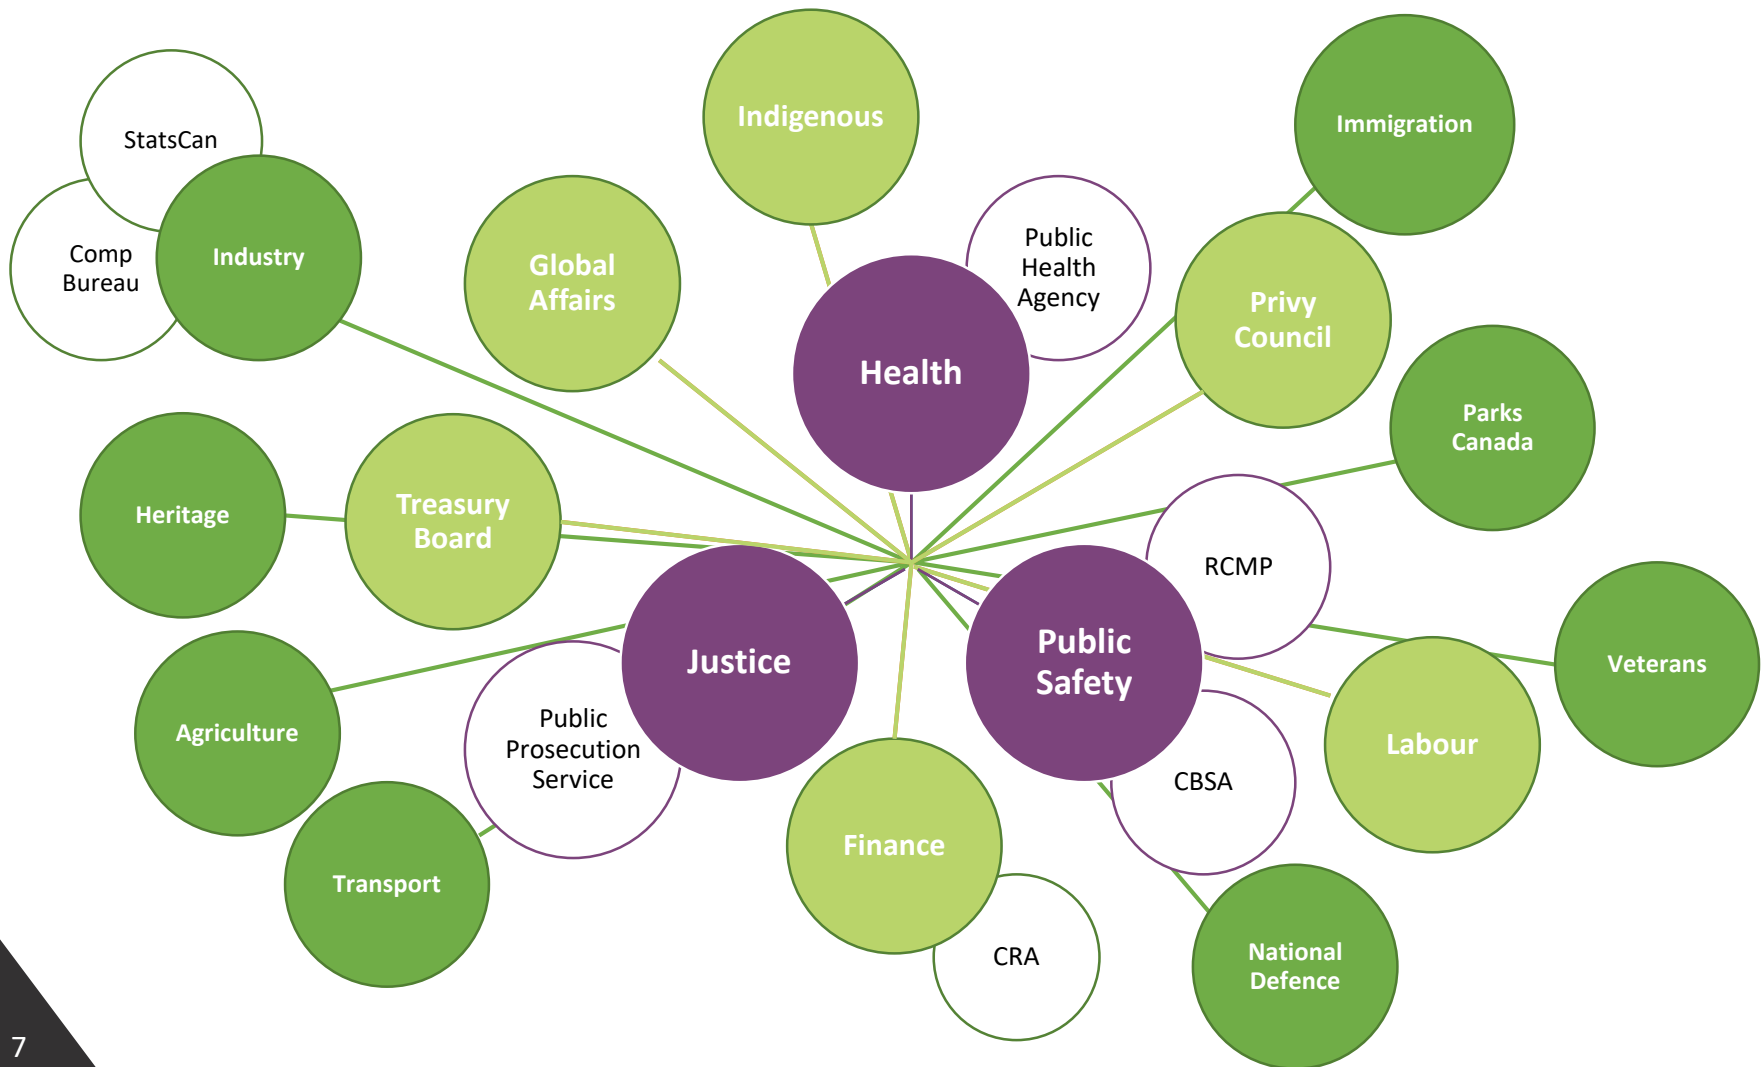 Indigenous
Immigration
StatsCan
Comp
Bureau
Industry
Global
Affairs
Public
Health
Agency
Privy
Council
Health
Parks
Canada
Heritage
Treasury
Board
RCMP
Justice
Public
Safety
Veterans
Agriculture
Public
Prosecution
Service
Labour
CBSA
Transport
Finance
CRA
National
Defence
7